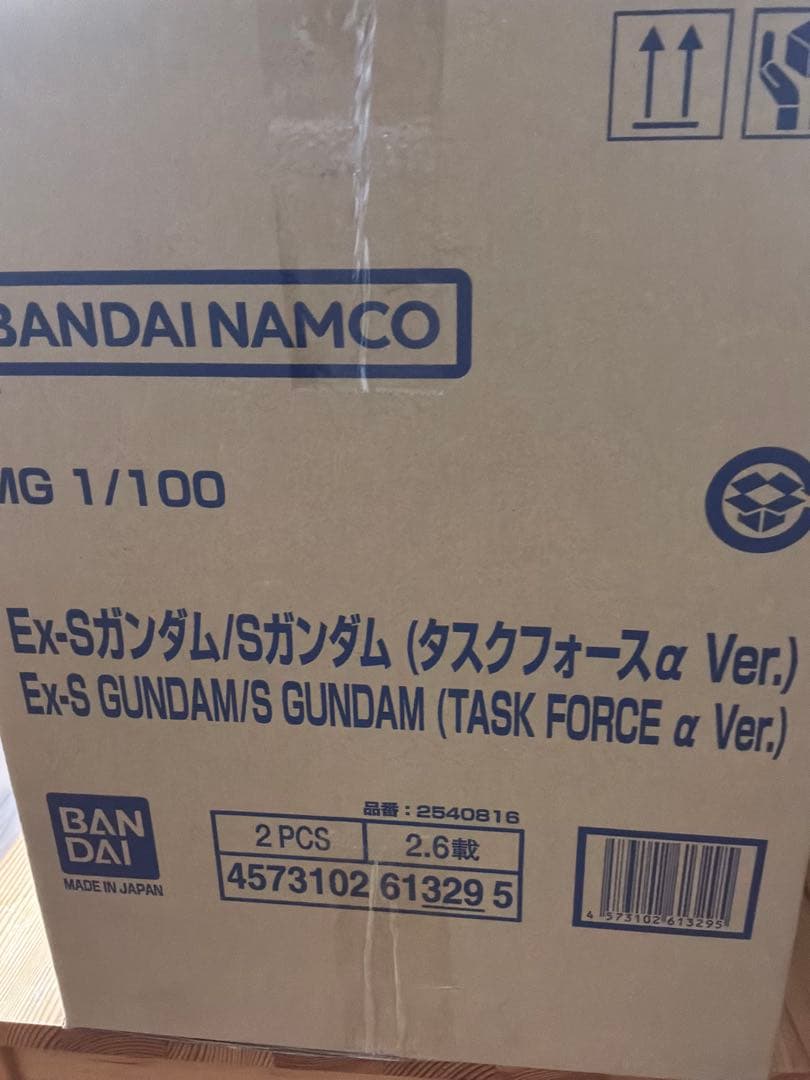 BANDAI NAMCO
MG 1/100
Ex-Sガンダム/Sガンダム (タスクフォースα Ver.)
Ex-S GUNDAM/S GUNDAM (TASK FORCE α Ver.)
BAN
DAI
MADE IN JAPAN
品番：2540816
2 PCS 2.6載
4573102 61329 5
4 573102 613295